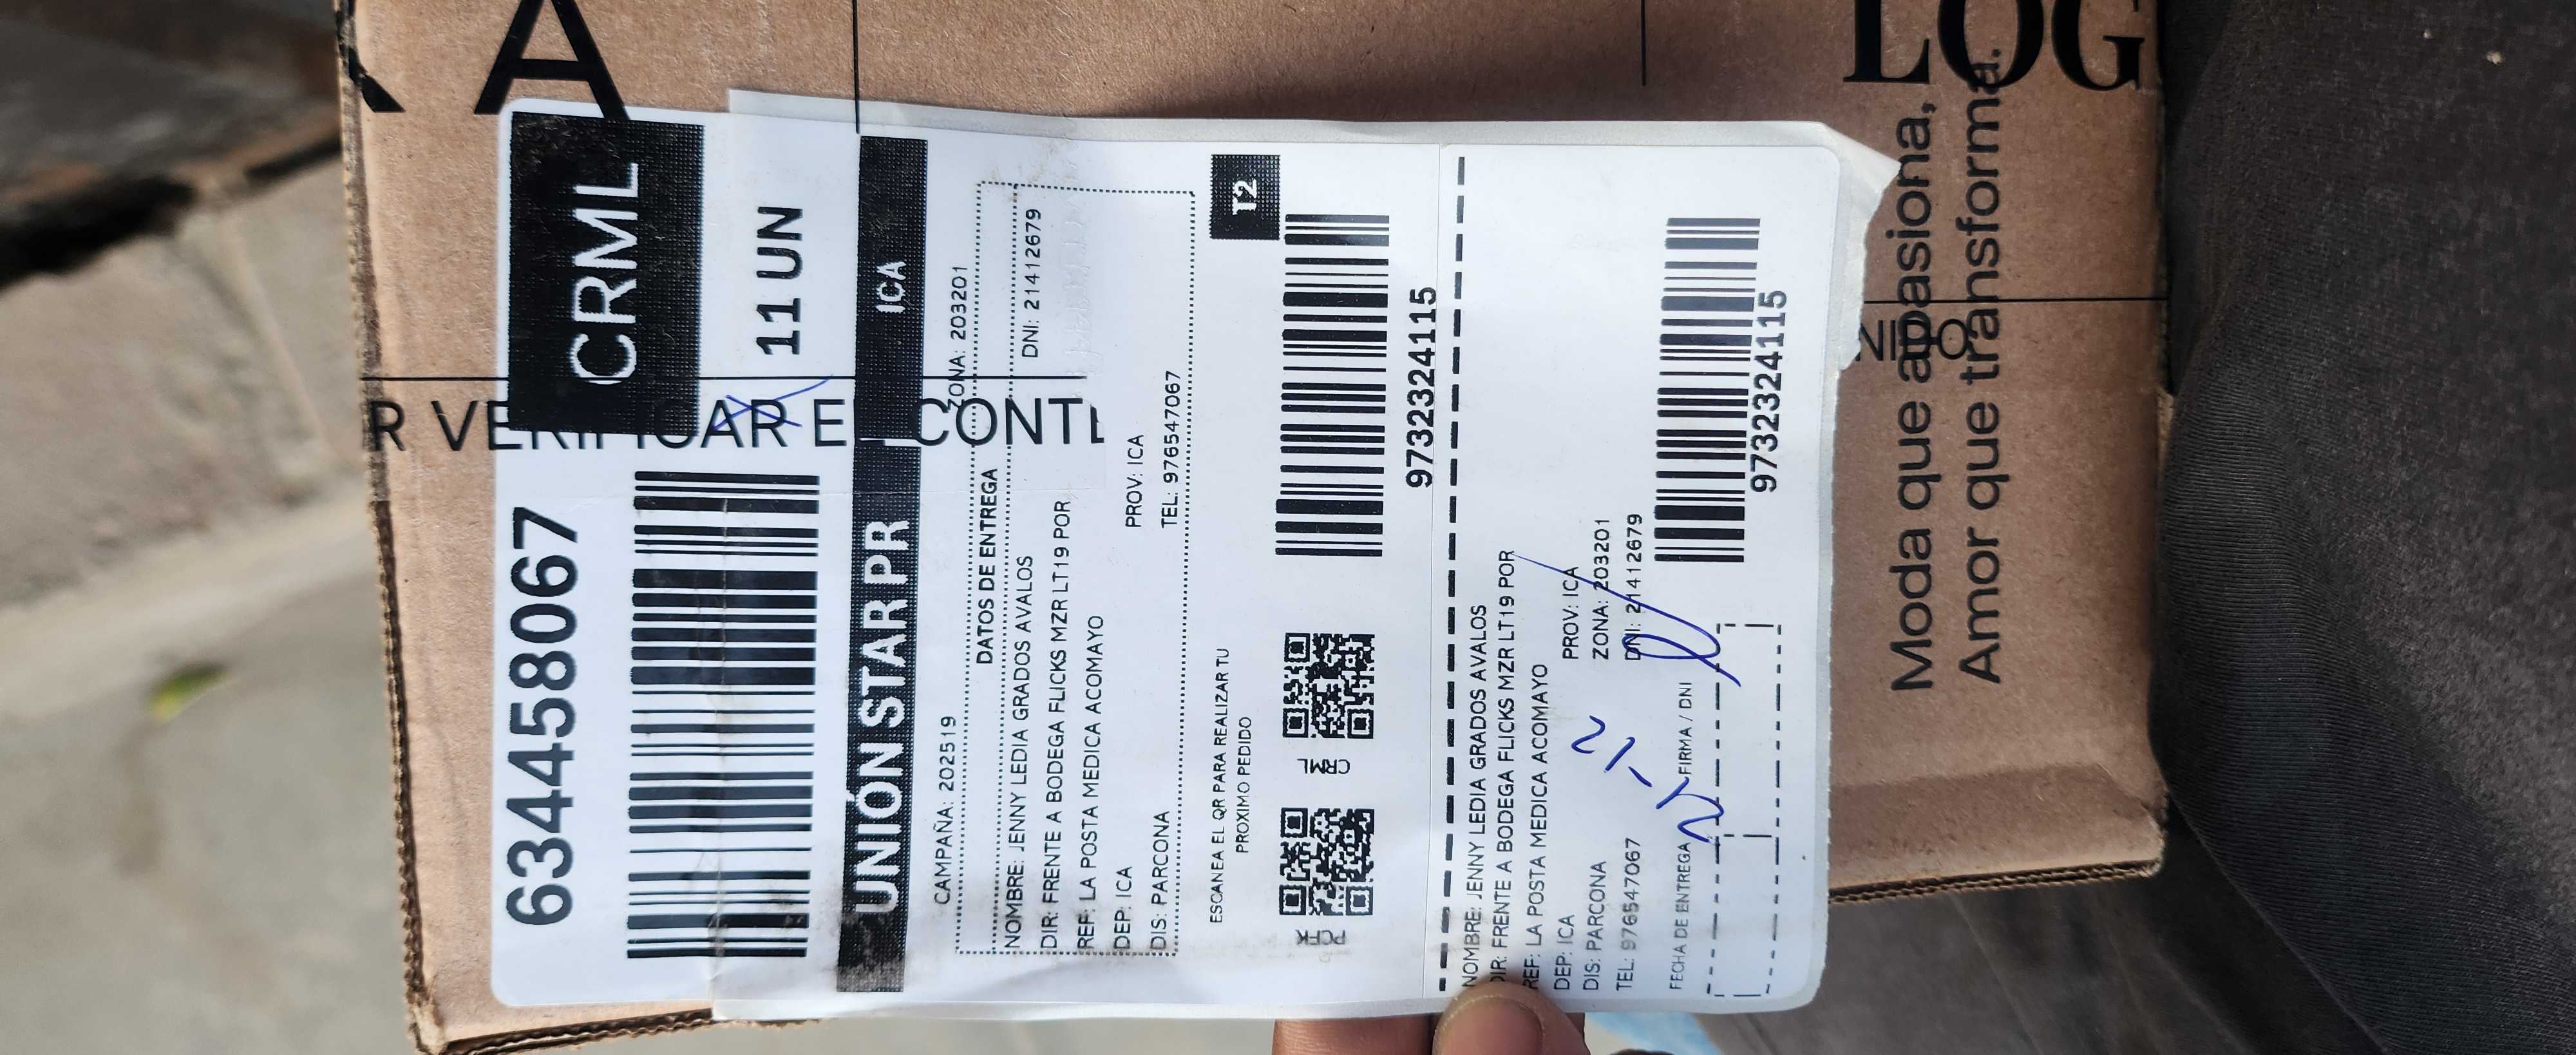 A
LOG
Moda que apasiona,
Amor que transforma.
R VERIFICAR EL CONTE
NIDO
CRML
6344458067
11 UN
UNIÓN STAR PR
ICA
CAMPAÑA: 202519
ZONA: 203201
DATOS DE ENTREGA
NOMBRE: JENNY LEDIA GRADOS AVALOS
DNI: 21412679
DIR: FRENTE A BODEGA FLICKS MZR LT19 POR
REF: LA POSTA MEDICA ACOMAYO
DEP: ICA
PROV: ICA
DIS: PARCONA
TEL: 976547067
ESCANEA EL QR PARA REALIZAR TU
PROXIMO PEDIDO
T2
CRML
9732324115
NOMBRE: JENNY LEDIA GRADOS AVALOS
DIR: FRENTE A BODEGA FLICKS MZR LT19 POR
REF: LA POSTA MEDICA ACOMAYO
DEP: ICA
PROV: ICA
DIS: PARCONA
ZONA: 203201
TEL: 976547067
DNI: 21412679
FECHA DE ENTREGA
FIRMA / DNI
9732324115